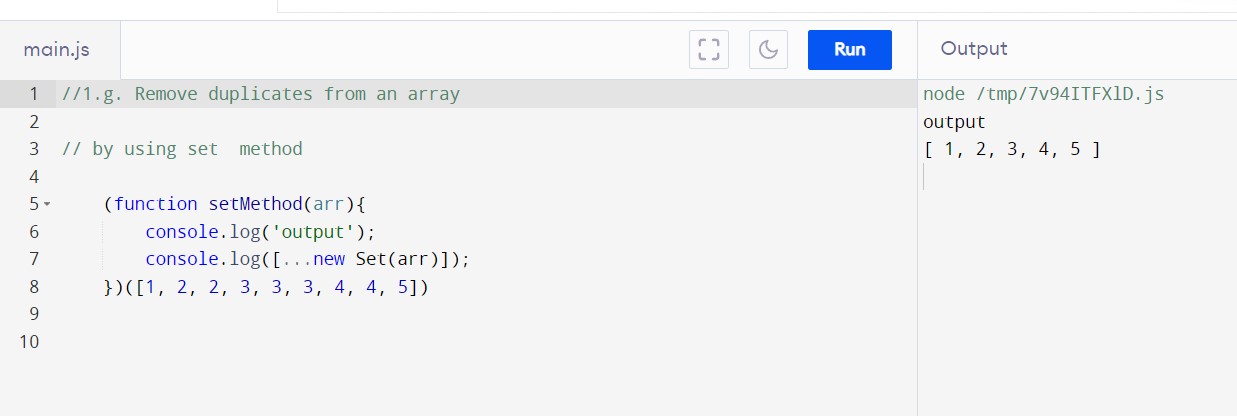 main.js
Run
Output
1 //1.g. Remove duplicates from an array
2
3 // by using set  method
4
5     (function setMethod(arr){
6         console.log('output');
7         console.log([...new Set(arr)]);
8     })([1, 2, 2, 3, 3, 3, 4, 4, 5])
9
10
node /tmp/7v94ITFXlD.js
output
[ 1, 2, 3, 4, 5 ]